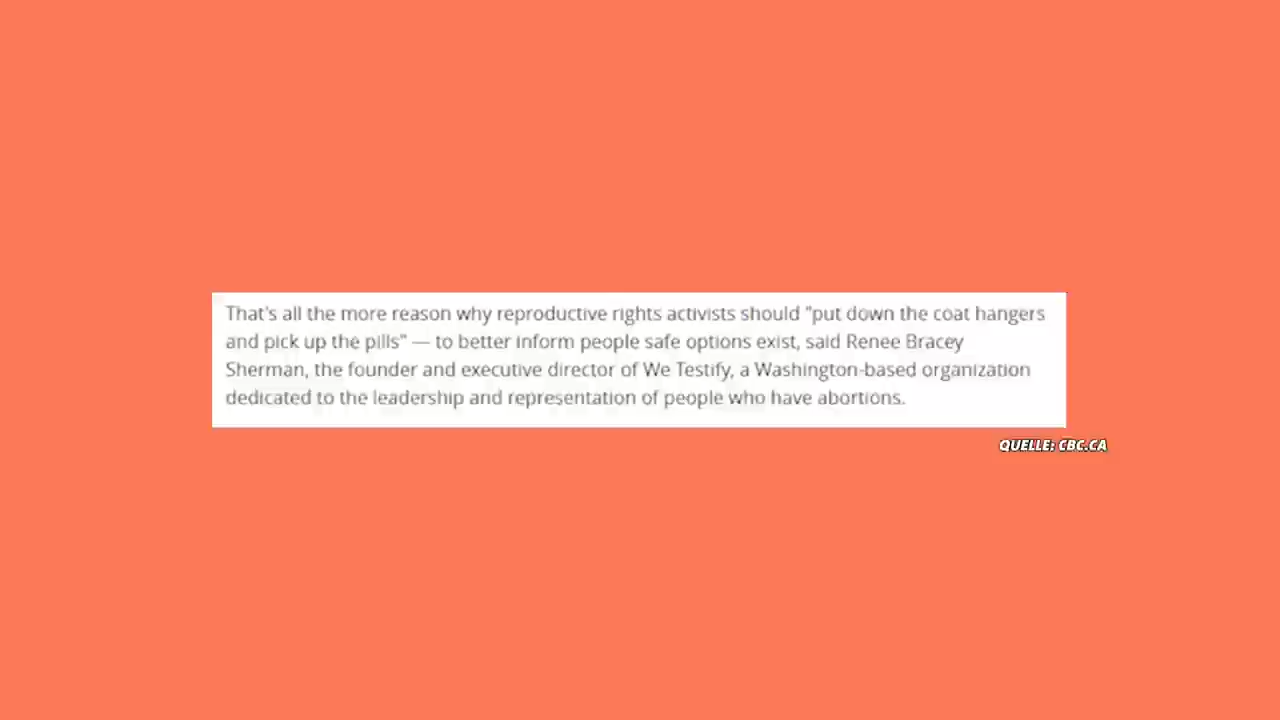 That's all the more reason why reproductive rights activists should "put down the coat hangers
and pick up the pills" — to better inform people safe options exist, said Renee Bracey
Sherman, the founder and executive director of We Testify, a Washington-based organization
dedicated to the leadership and representation of people who have abortions.
QUELLE: CBC.CA